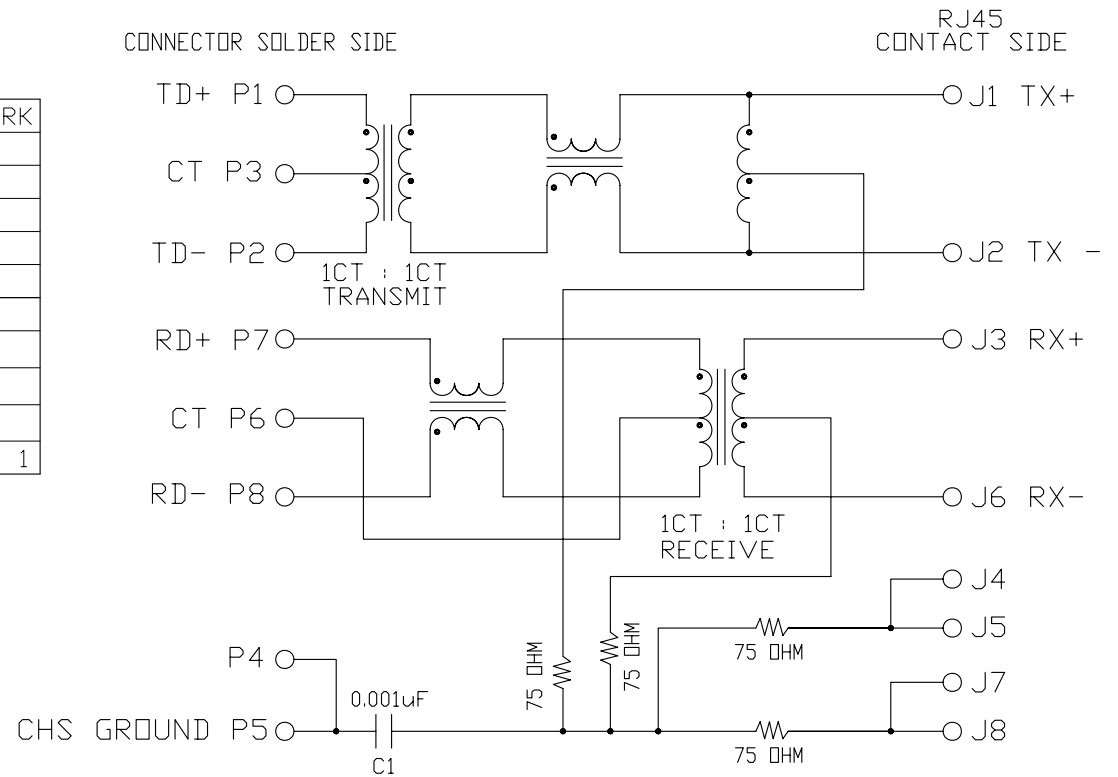 RJ45
CONNECTOR SOLDER SIDE
CONTACT SIDE
TD+ P1
J1 TX+
RK
CT P3
TD- P2
J2 TX -
1CT : 1CT
TRANSMIT
RD+ P7
J3 RX+
CT P6
1
RD- P8
J6 RX-
1CT : 1CT
RECEIVE
J4
J5
75 OHM
75 OHM
75 OHM
P4
J7
0.001uF
CHS GROUND P5
J8
75 OHM
C1